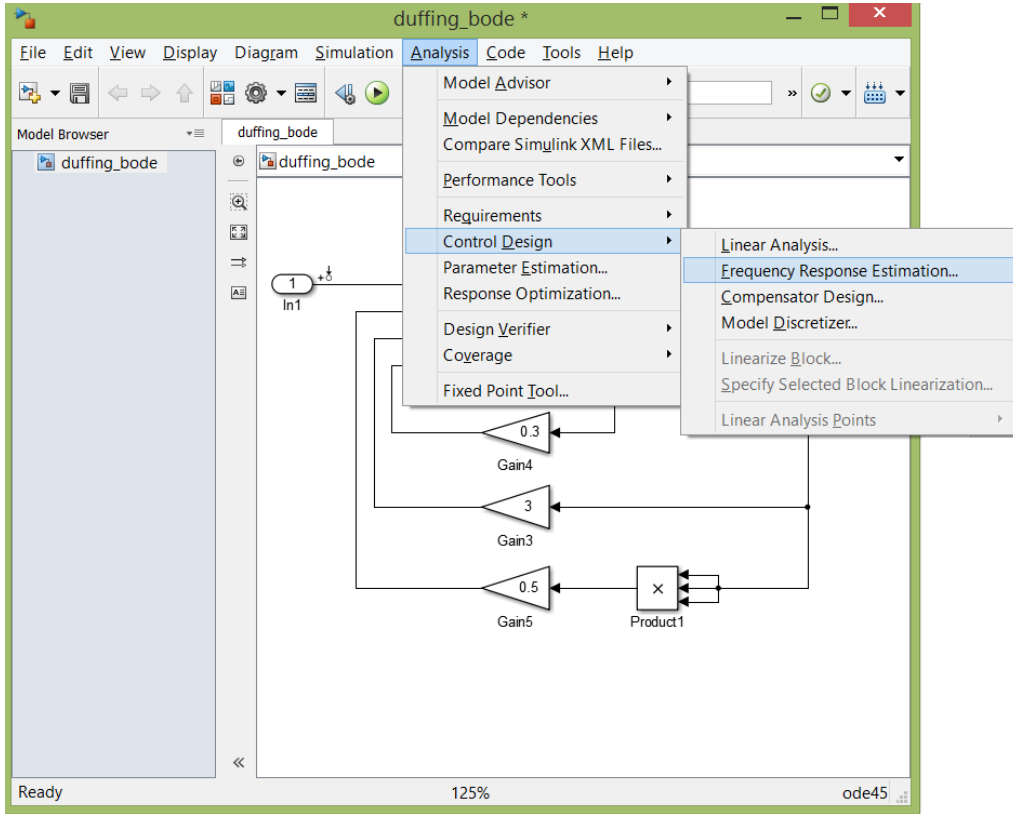 duffing_bode *
File Edit View Display Diagram Simulation Analysis Code Tools Help
»
Model Browser
duffing_bode
duffing_bode
duffing_bode
Model Advisor
Model Dependencies
Compare Simulink XML Files...
Performance Tools
Requirements
Control Design
Parameter Estimation...
Response Optimization...
Design Verifier
Coverage
Fixed Point Tool...
Linear Analysis...
Frequency Response Estimation...
Compensator Design...
Model Discretizer...
Linearize Block...
Specify Selected Block Linearization...
Linear Analysis Points
A
1
In1
0.3
Gain4
3
Gain3
0.5
Gain5
×
Product1
«
Ready 125% ode45